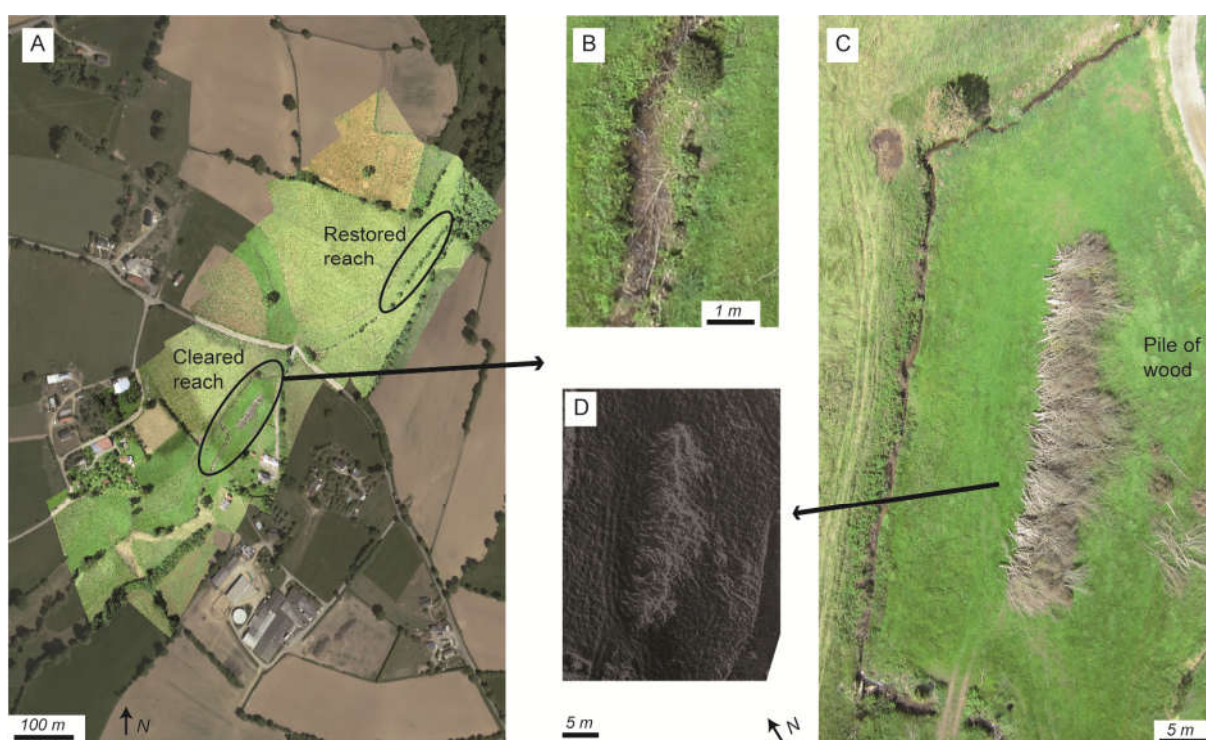 A
Restored
reach
Cleared
reach
100 m
N
B
1 m
D
5 m
N
C
Pile of
wood
5 m